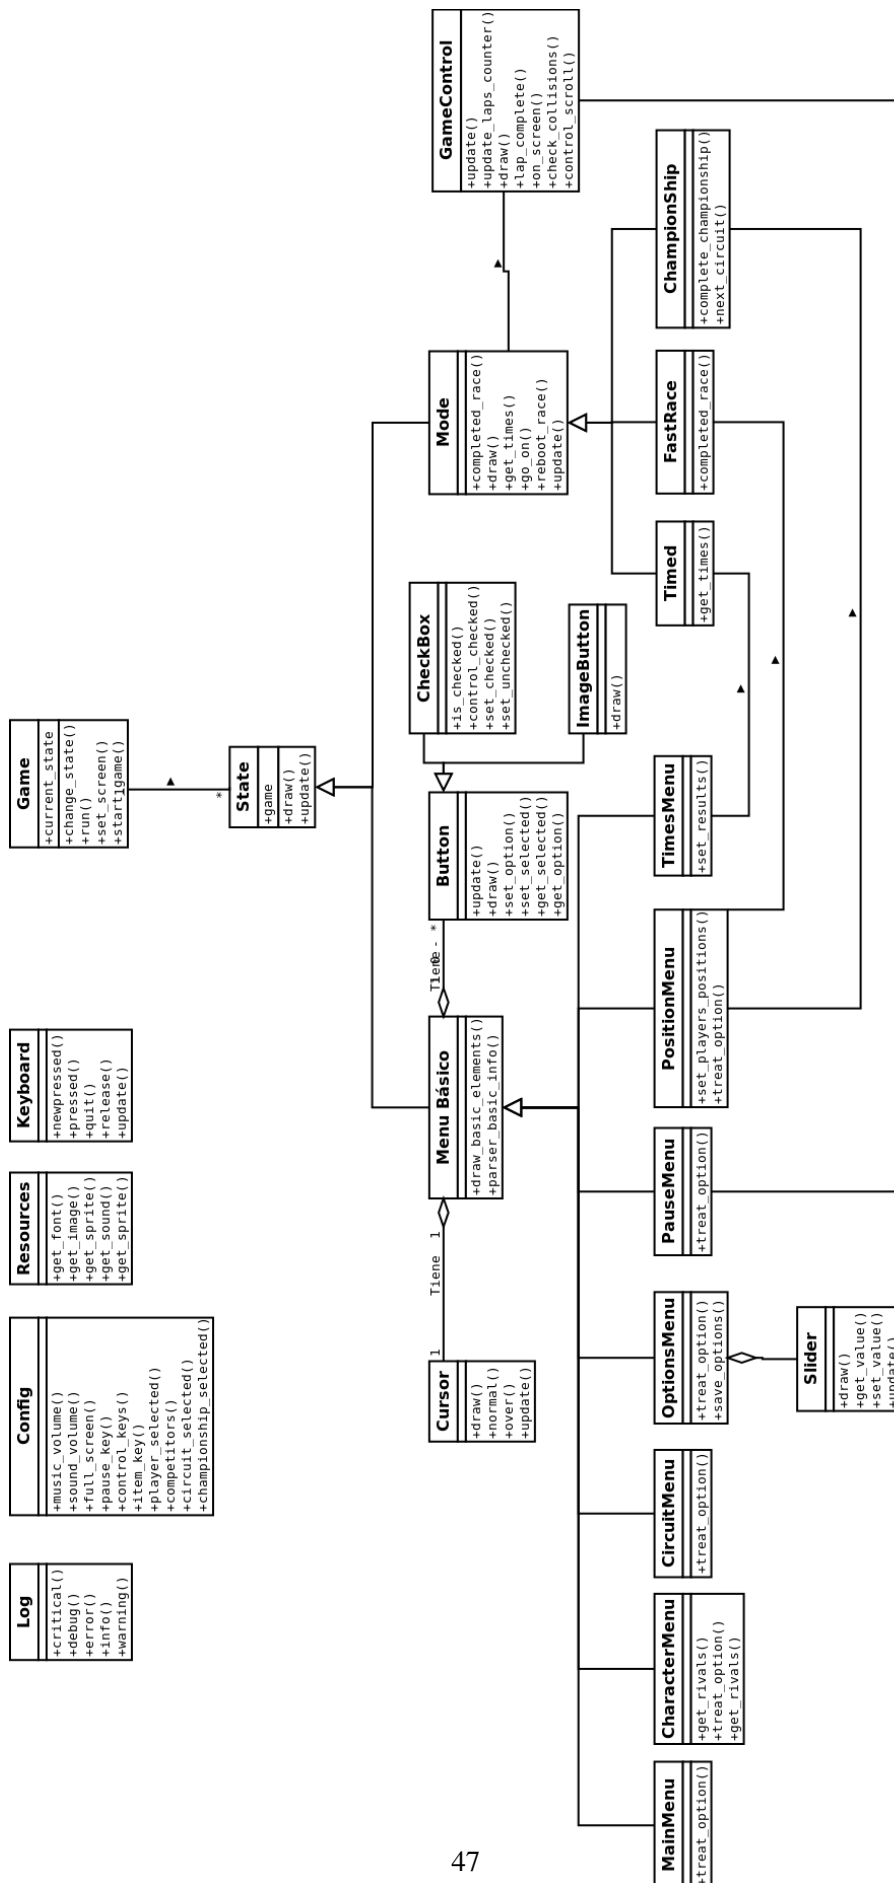 Log
+critical()
+debug()
+error()
+info()
+warning()
Config
+music_volume()
+sound_volume()
+full_screen()
+pause_key()
+control_keys()
+item_key()
+player_selected()
+competitors()
+circuit_selected()
+championship_selected()
Resources
+get_font()
+get_image()
+get_sprite()
+get_sound()
+get_sprite()
Keyboard
+newpressed()
+pressed()
+quit()
+release()
+update()
Game
+current_state
+change_state()
+run()
+set_screen()
+start_game()
1
*
State
+game
+draw()
+update()
Cursor
+draw()
+normal()
+over()
+update()
1
Tiene
1
Menu Básico
+draw_basic_elements()
+parser_basic_info()
Tiene
*
Button
+update()
+draw()
+set_option()
+set_selected()
+get_selected()
+get_option()
CheckBox
+is_checked()
+control_checked()
+set_checked()
+set_unchecked()
ImageButton
+draw()
Mode
+completed_race()
+draw()
+get_times()
+go_on()
+reboot_race()
+update()
GameControl
+update()
+update_laps_counter()
+draw()
+lap_complete()
+on_screen()
+check_collisions()
+control_scroll()
MainMenu
+treat_option()
CharacterMenu
+get_rivals()
+treat_option()
+get_rivals()
CircuitMenu
+treat_option()
OptionsMenu
+treat_option()
+save_options()
PauseMenu
+treat_option()
PositionMenu
+set_players_positions()
+treat_option()
TimesMenu
+set_results()
Timed
+get_times()
FastRace
+completed_race()
ChampionShip
+complete_championship()
+next_circuit()
Slider
+draw()
+get_value()
+set_value()
+update()
47